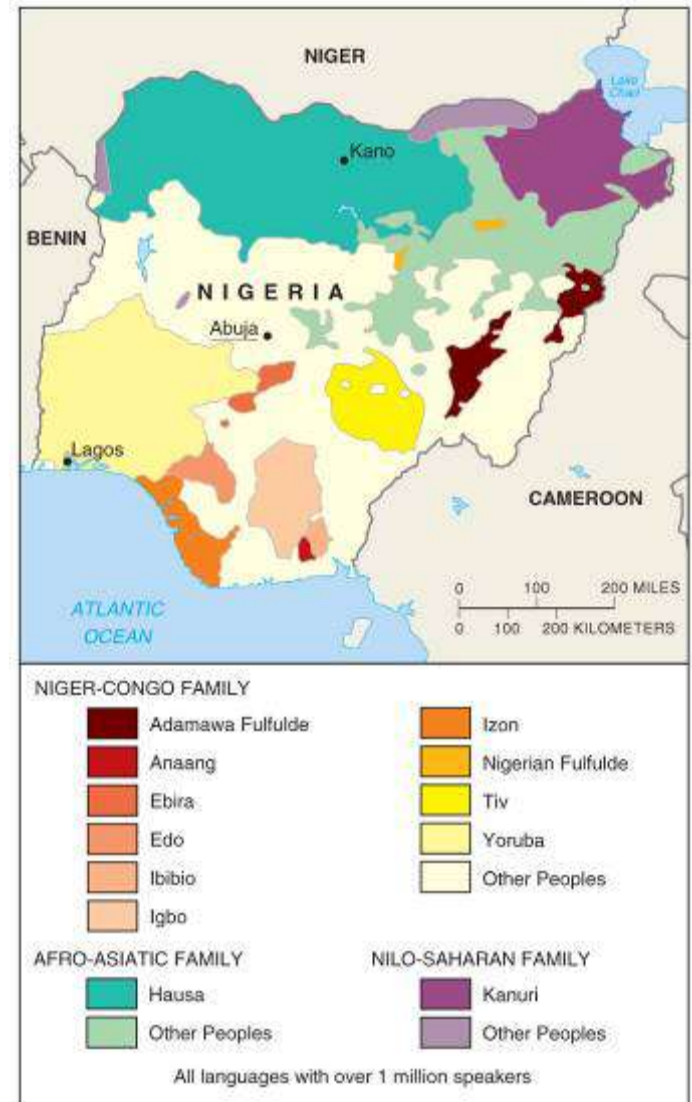 NIGER
Lake
Chad
Kano
BENIN
NIGERIA
Abuja
Lagos
CAMEROON
0 100 200 MILES
0 100 200 KILOMETERS
ATLANTIC
OCEAN
NIGER-CONGO FAMILY
Adamawa Fulfulde
Anaang
Ebira
Edo
Ibibio
Igbo
Izon
Nigerian Fulfulde
Tiv
Yoruba
Other Peoples
AFRO-ASIATIC FAMILY
Hausa
Other Peoples
NILO-SAHARAN FAMILY
Kanuri
Other Peoples
All languages with over 1 million speakers